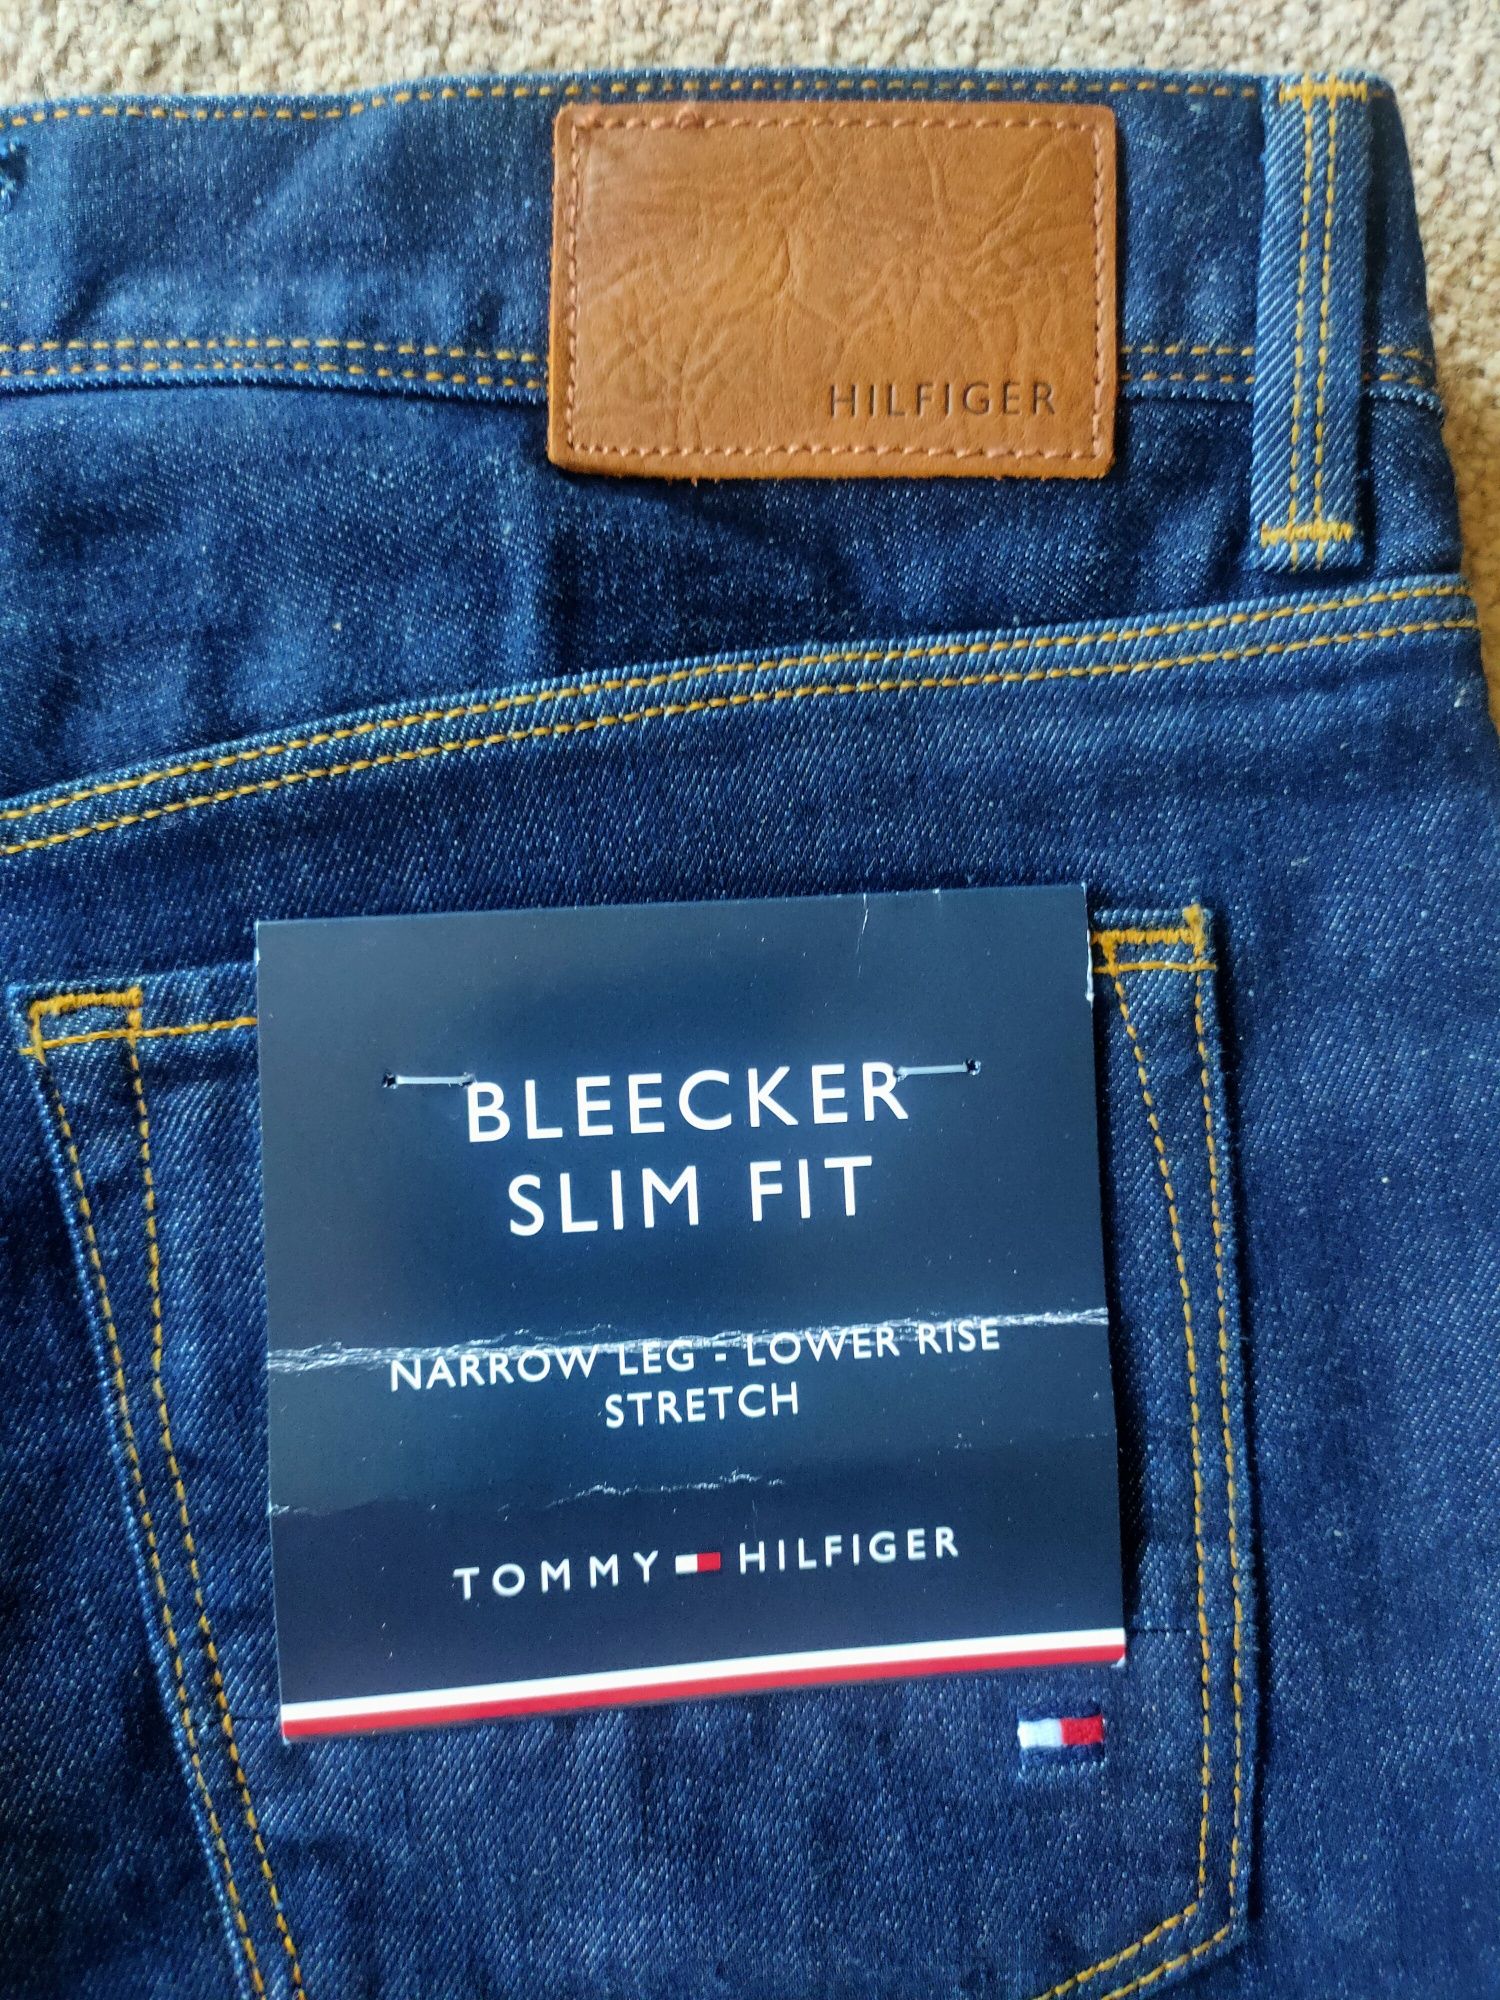 HILFIGER
BLEECKER
SLIM FIT
NARROW LEG - LOWER RISE
STRETCH
TOMMY HILFIGER